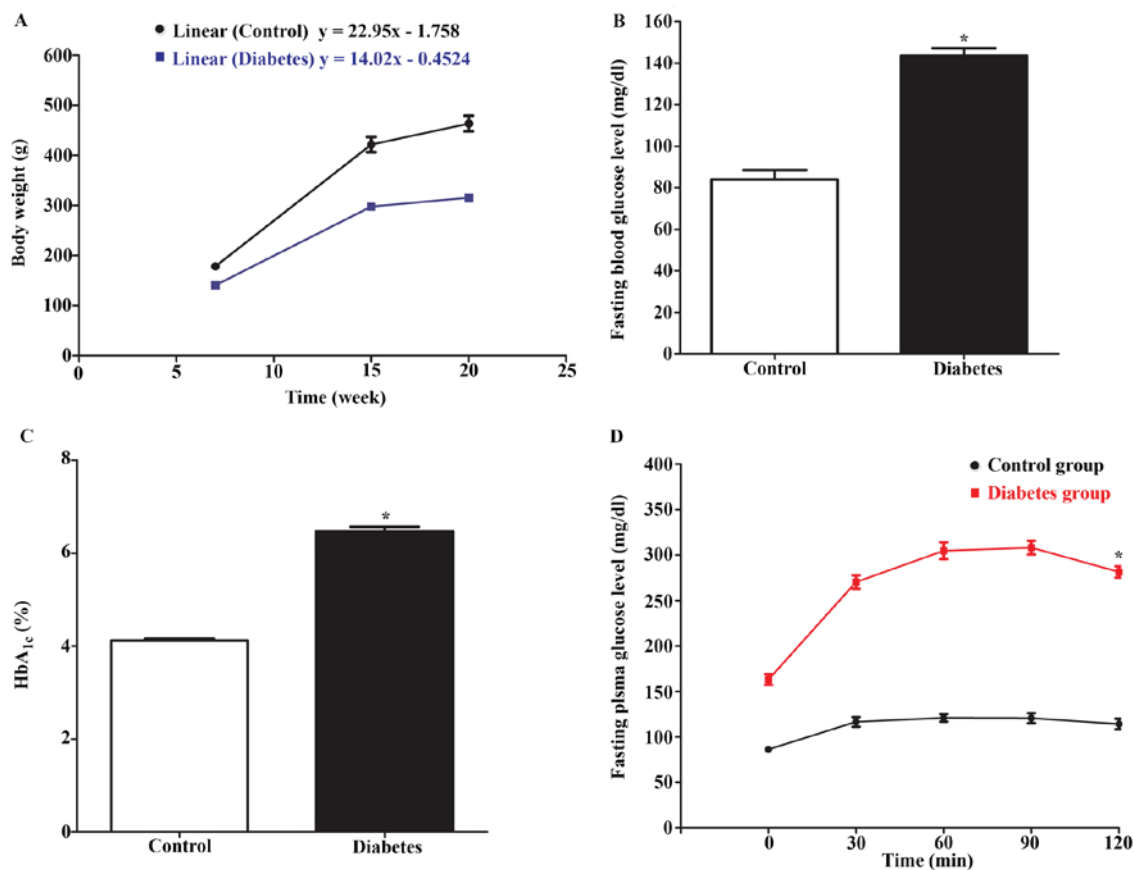 A
Linear (Control) y = 22.95x - 1.758
Linear (Diabetes) y = 14.02x - 0.4524
600
500
400
300
200
100
0
Body weight (g)
0 5 10 15 20 25
Time (week)
B
160
140
120
100
80
60
40
20
0
Fasting blood glucose level (mg/dl)
*
Control Diabetes
C
8
6
4
2
0
HbA1c (%)
*
Control Diabetes
D
Control group
Diabetes group
400
350
300
250
200
150
100
50
0
Fasting plsma glucose level (mg/dl)
*
0 30 60 90 120
Time (min)